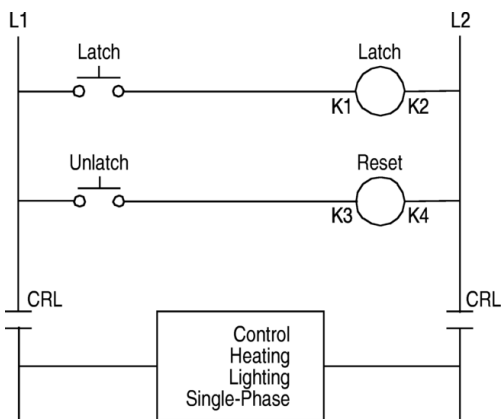 L1
L2
Latch
Latch
K1
K2
Unlatch
Reset
K3
K4
CRL
CRL
Control
Heating
Lighting
Single-Phase